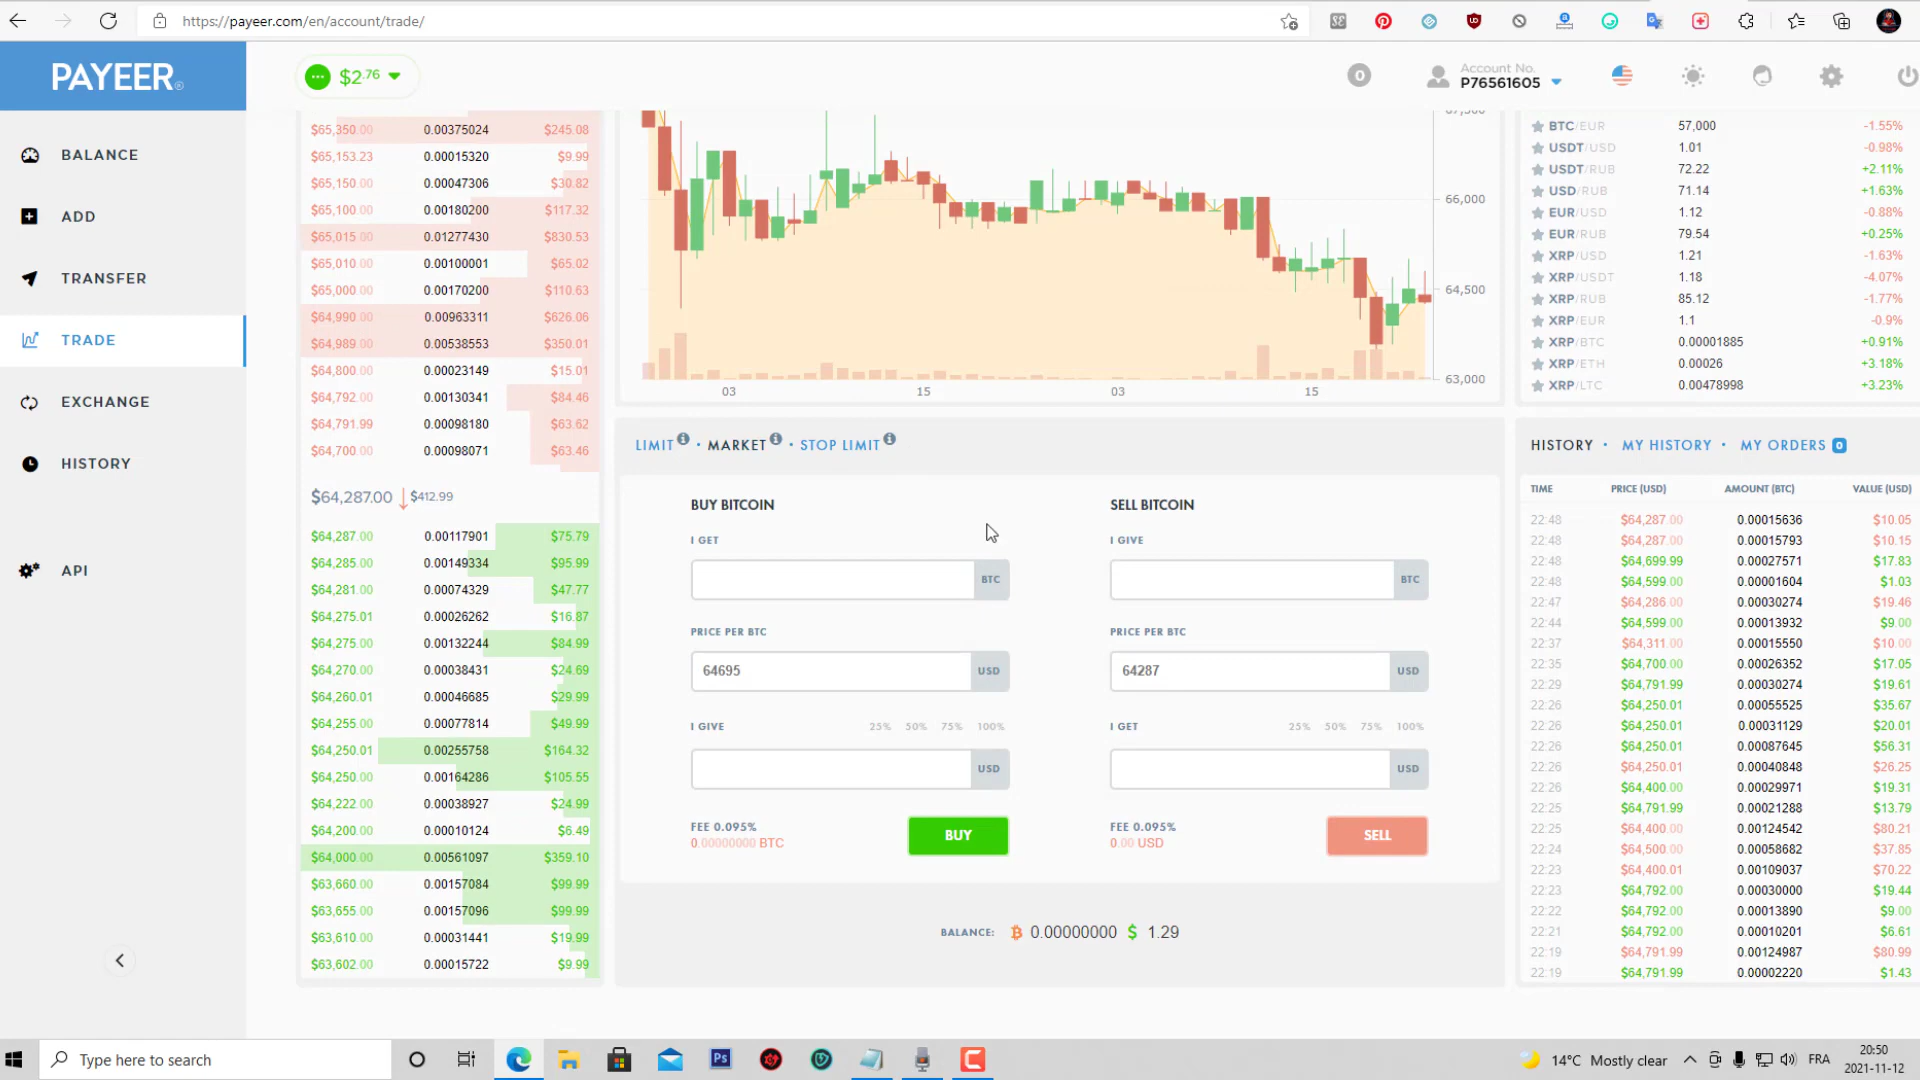 https://payeer.com/en/account/trade/
PAYEER®
$2.76
0
Account No.
P76561605
BALANCE
ADD
TRANSFER
TRADE
EXCHANGE
HISTORY
API
$65,350.00 0.00375024 $245.08
$65,153.23 0.00015320 $9.99
$65,150.00 0.00047306 $30.82
$65,100.00 0.00180200 $117.32
$65,015.00 0.01277430 $830.53
$65,010.00 0.00100001 $65.02
$65,000.00 0.00170200 $110.63
$64,990.00 0.00963311 $626.06
$64,989.00 0.00538553 $350.01
$64,800.00 0.00023149 $15.01
$64,792.00 0.00130341 $84.46
$64,791.99 0.00098180 $63.62
$64,700.00 0.00098071 $63.46
$64,287.00 $412.99
$64,287.00 0.00117901 $75.79
$64,285.00 0.00149334 $95.99
$64,281.00 0.00074329 $47.77
$64,275.01 0.00026262 $16.87
$64,275.00 0.00132244 $84.99
$64,270.00 0.00038431 $24.69
$64,260.01 0.00046685 $29.99
$64,255.00 0.00077814 $49.99
$64,250.01 0.00255758 $164.32
$64,250.00 0.00164286 $105.55
$64,222.00 0.00038927 $24.99
$64,200.00 0.00010124 $6.49
$64,000.00 0.00561097 $359.10
$63,660.00 0.00157084 $99.99
$63,655.00 0.00157096 $99.99
$63,610.00 0.00031441 $19.99
$63,602.00 0.00015722 $9.99
67,500
66,000
64,500
63,000
03 15 03 15
LIMIT • MARKET • STOP LIMIT
BUY BITCOIN
I GET
BTC
PRICE PER BTC
64695 USD
I GIVE 25% 50% 75% 100%
USD
FEE 0.095%
0.00000000 BTC
BUY
SELL BITCOIN
I GIVE
BTC
PRICE PER BTC
64287 USD
I GET 25% 50% 75% 100%
USD
FEE 0.095%
0.00 USD
SELL
BALANCE: 0.00000000 $ 1.29
BTC/EUR 57,000 -1.55%
USDT/USD 1.01 -0.98%
USDT/RUB 72.22 +2.11%
USD/RUB 71.14 +1.63%
EUR/USD 1.12 -0.88%
EUR/RUB 79.54 +0.25%
XRP/USD 1.21 -1.63%
XRP/USDT 1.18 -4.07%
XRP/RUB 85.12 -1.77%
XRP/EUR 1.1 -0.9%
XRP/BTC 0.00001885 +0.91%
XRP/ETH 0.00026 +3.18%
XRP/LTC 0.00478998 +3.23%
HISTORY • MY HISTORY • MY ORDERS 0
TIME PRICE (USD) AMOUNT (BTC) VALUE (USD)
22:48 $64,287.00 0.00015636 $10.05
22:48 $64,287.00 0.00015793 $10.15
22:48 $64,699.99 0.00027571 $17.83
22:48 $64,599.00 0.00001604 $1.03
22:47 $64,286.00 0.00030274 $19.46
22:44 $64,599.00 0.00013932 $9.00
22:37 $64,311.00 0.00015550 $10.00
22:35 $64,700.00 0.00026352 $17.05
22:29 $64,791.99 0.00030274 $19.61
22:26 $64,250.01 0.00055525 $35.67
22:26 $64,250.01 0.00031129 $20.01
22:26 $64,250.01 0.00087645 $56.31
22:26 $64,250.01 0.00040848 $26.25
22:26 $64,400.00 0.00029971 $19.31
22:25 $64,791.99 0.00021288 $13.79
22:25 $64,400.00 0.00124542 $80.21
22:24 $64,500.00 0.00058682 $37.85
22:23 $64,400.01 0.00109037 $70.22
22:23 $64,792.00 0.00030000 $19.44
22:22 $64,792.00 0.00013890 $9.00
22:21 $64,792.00 0.00010201 $6.61
22:19 $64,791.99 0.00124987 $80.99
22:19 $64,791.99 0.00002220 $1.43
Type here to search
Ps
14°C Mostly clear
FRA
20:50
2021-11-12